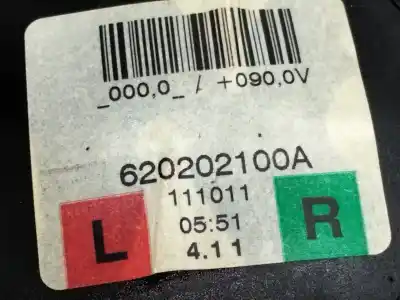 _000,0_ / +090,0V
620202100A
111011
05:51
4.11
L
R